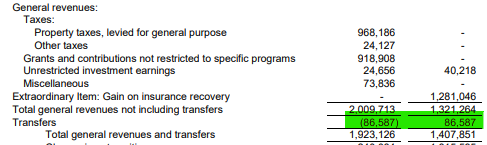 General revenues:
Taxes:
Property taxes, levied for general purpose 968,186 -
Other taxes 24,127 -
Grants and contributions not restricted to specific programs 918,908 -
Unrestricted investment earnings 24,656 40,218
Miscellaneous 73,836 -
Extraordinary Item: Gain on insurance recovery - 1,281,046
Total general revenues not including transfers 2,009,713 1,321,264
Transfers (86,587) 86,587
Total general revenues and transfers 1,923,126 1,407,851